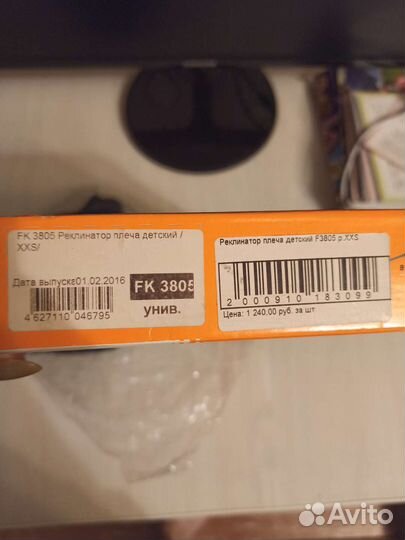 FK 3805 Реклинатор плеча детский /
XXS/
Дата выпуска01.02.2016
FK 3805
унив.
4 627110 046795
Реклинатор плеча детский F3805 р.XXS
2 000910 183099
Цена: 1 240,00 руб. за шт
Avito